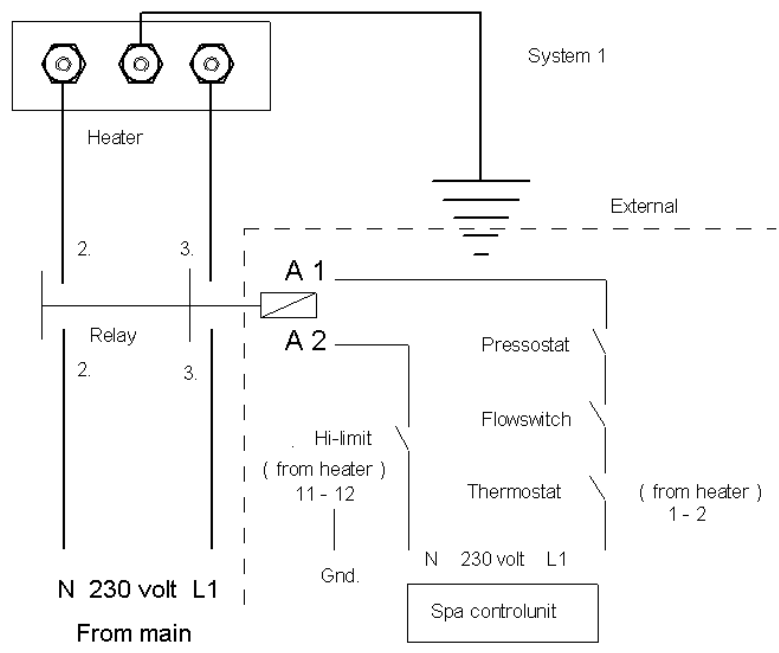 System 1
Heater
External
2.
3.
A 1
Relay
A 2
Pressostat
2.
3.
Flowswitch
Hi-limit
( from heater )
11 - 12
Thermostat
( from heater )
1 - 2
Gnd.
N 230 volt L1
N 230 volt L1
Spa controlunit
From main